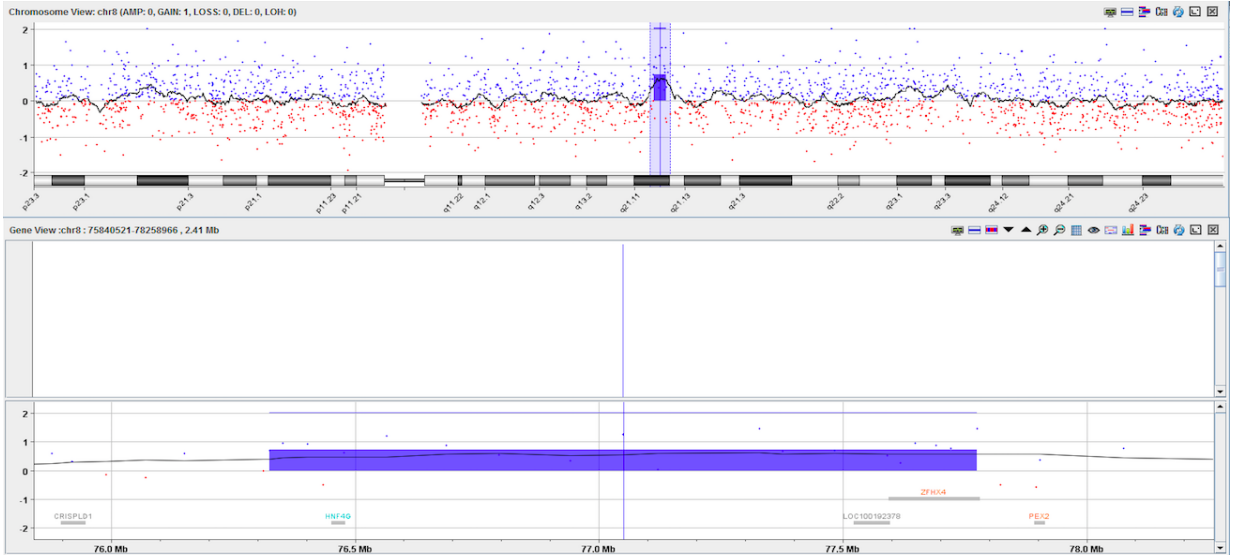 Chromosome View: chr8 (AMP: 0, GAIN: 1, LOSS: 0, DEL: 0, LOH: 0)
2
1
0
-1
-2
p23.3 p23.1 p21.3 p21.1 p11.23 p11.21 q11.22 q12.1 q12.3 q13.2 q21.11 q21.13 q21.3 q22.2 q23.1 q23.3 q24.12 q24.21 q24.23
Gene View :chr8 : 75840521-78258966 , 2.41 Mb
2
1
0
ZFHX4
-1
CRISPLD1 HNF4G LOC100192378 PEX2
-2
76.0 Mb 76.5 Mb 77.0 Mb 77.5 Mb 78.0 Mb